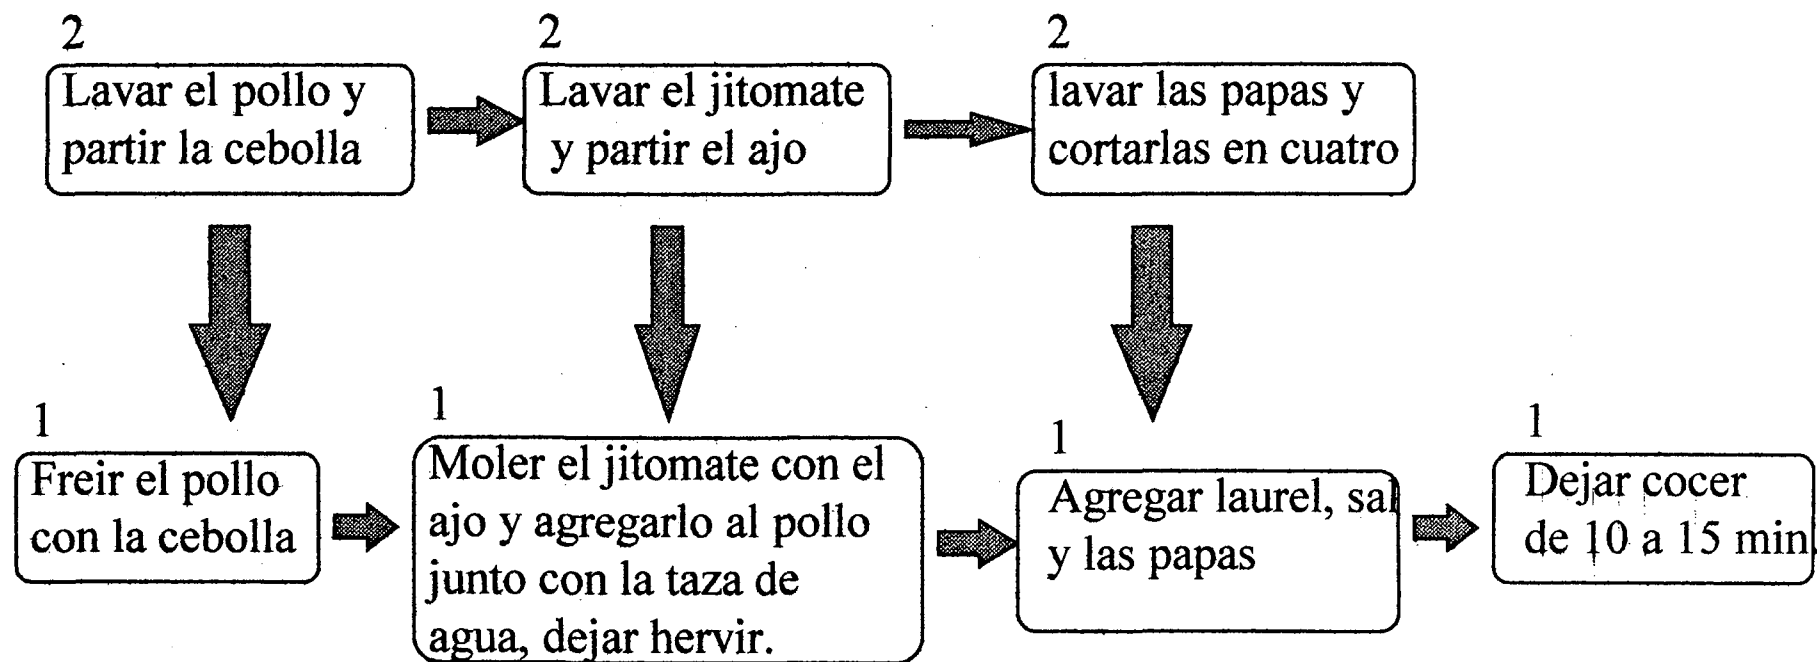 2
Lavar el pollo y
partir la cebolla
2
Lavar el jitomate
y partir el ajo
2
lavar las papas y
cortarlas en cuatro
1
Freir el pollo
con la cebolla
1
Moler el jitomate con el
ajo y agregarlo al pollo
junto con la taza de
agua, dejar hervir.
1
Agregar laurel, sal
y las papas
1
Dejar cocer
de 10 a 15 min.